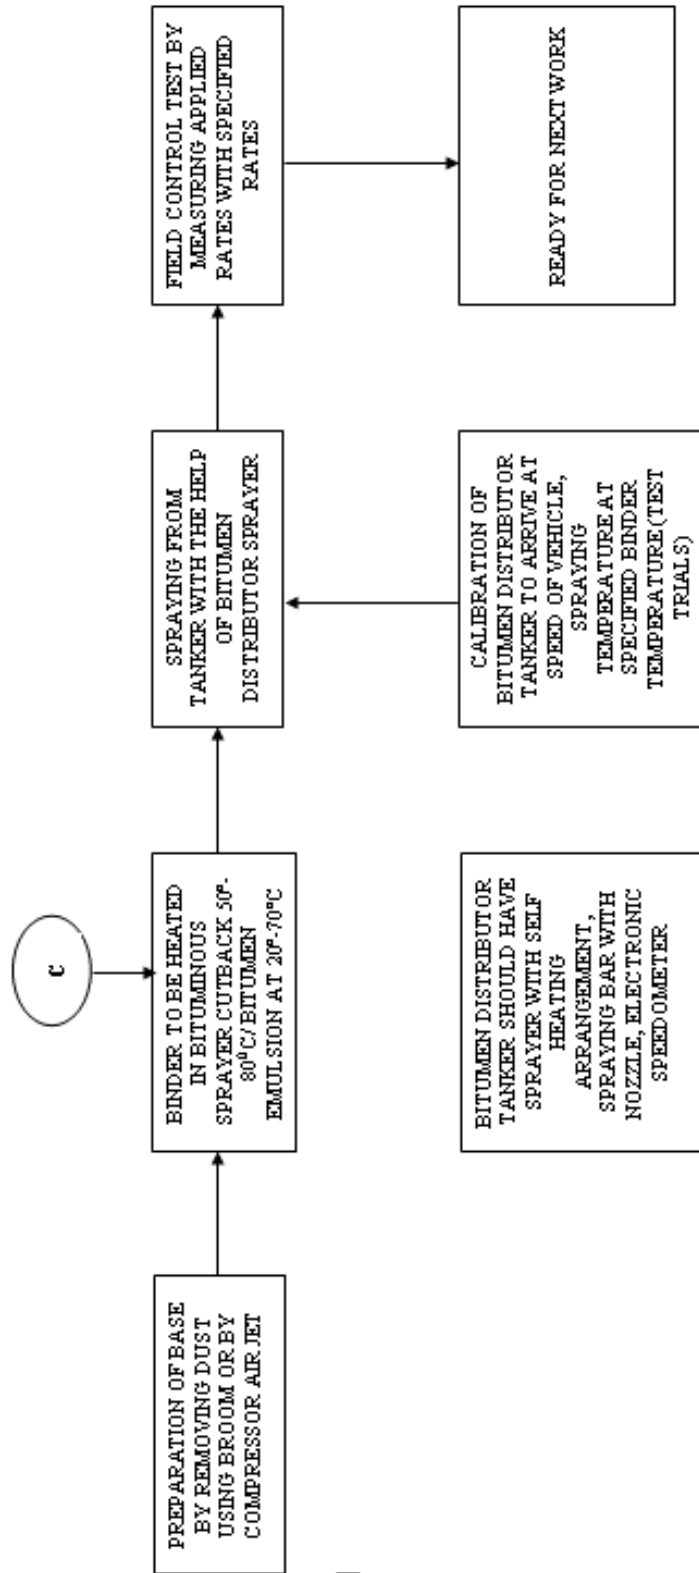 C
PREPARATION OF BASE
BY REMOVING DUST
USING BROOM OR BY
COMPRESSOR AIR JET
BINDER TO BE HEATED
IN BITUMINOUS
SPRAYER CUTBACK 50°-
80°C/ BITUMEN
EMULSION AT 20°-70°C
SPRAYING FROM
TANKER WITH THE HELP
OF BITUMEN
DISTRIBUTOR SPRAYER
FIELD CONTROL TEST BY
MEASURING APPLIED
RATES WITH SPECIFIED
RATES
BITUMEN DISTRIBUTOR
TANKER SHOULD HAVE
SPRAYER WITH SELF
HEATING
ARRANGEMENT,
SPRAYING BAR WITH
NOZZLE, ELECTRONIC
SPEEDOMETER
CALIBRATION OF
BITUMEN DISTRIBUTOR
TANKER TO ARRIVE AT
SPEED OF VEHICLE,
SPRAYING
TEMPERATURE AT
SPECIFIED BINDER
TEMPERATURE (TEST
TRIALS)
READY FOR NEXT WORK